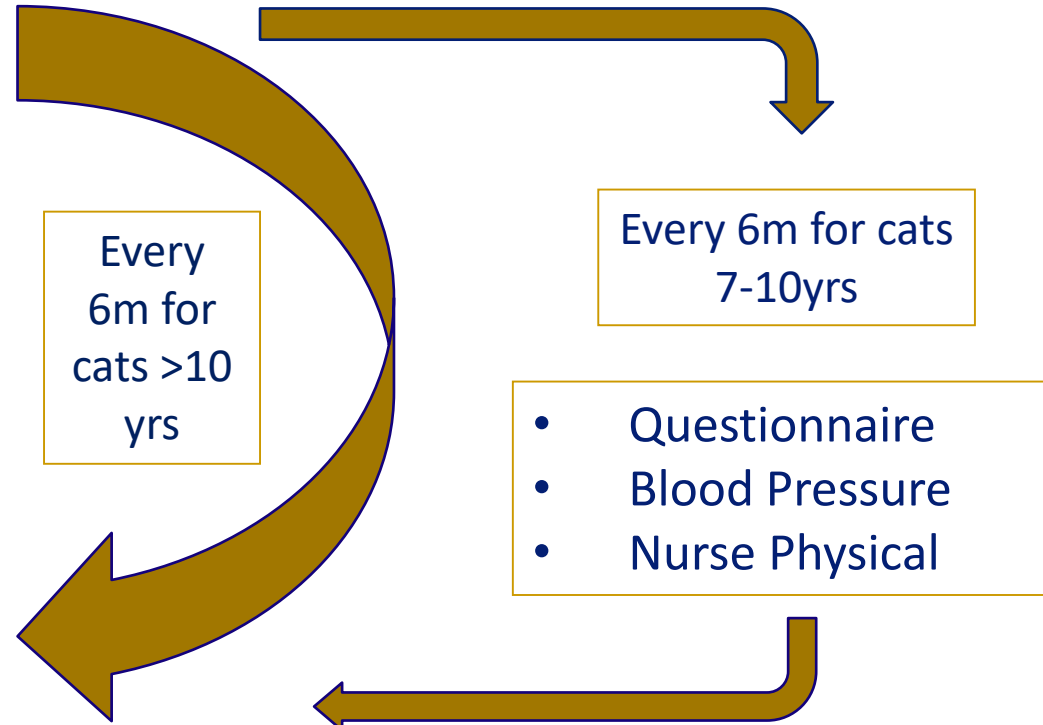 Every
6m for
cats >10
yrs
Every 6m for cats
7-10yrs
• Questionnaire
• Blood Pressure
• Nurse Physical